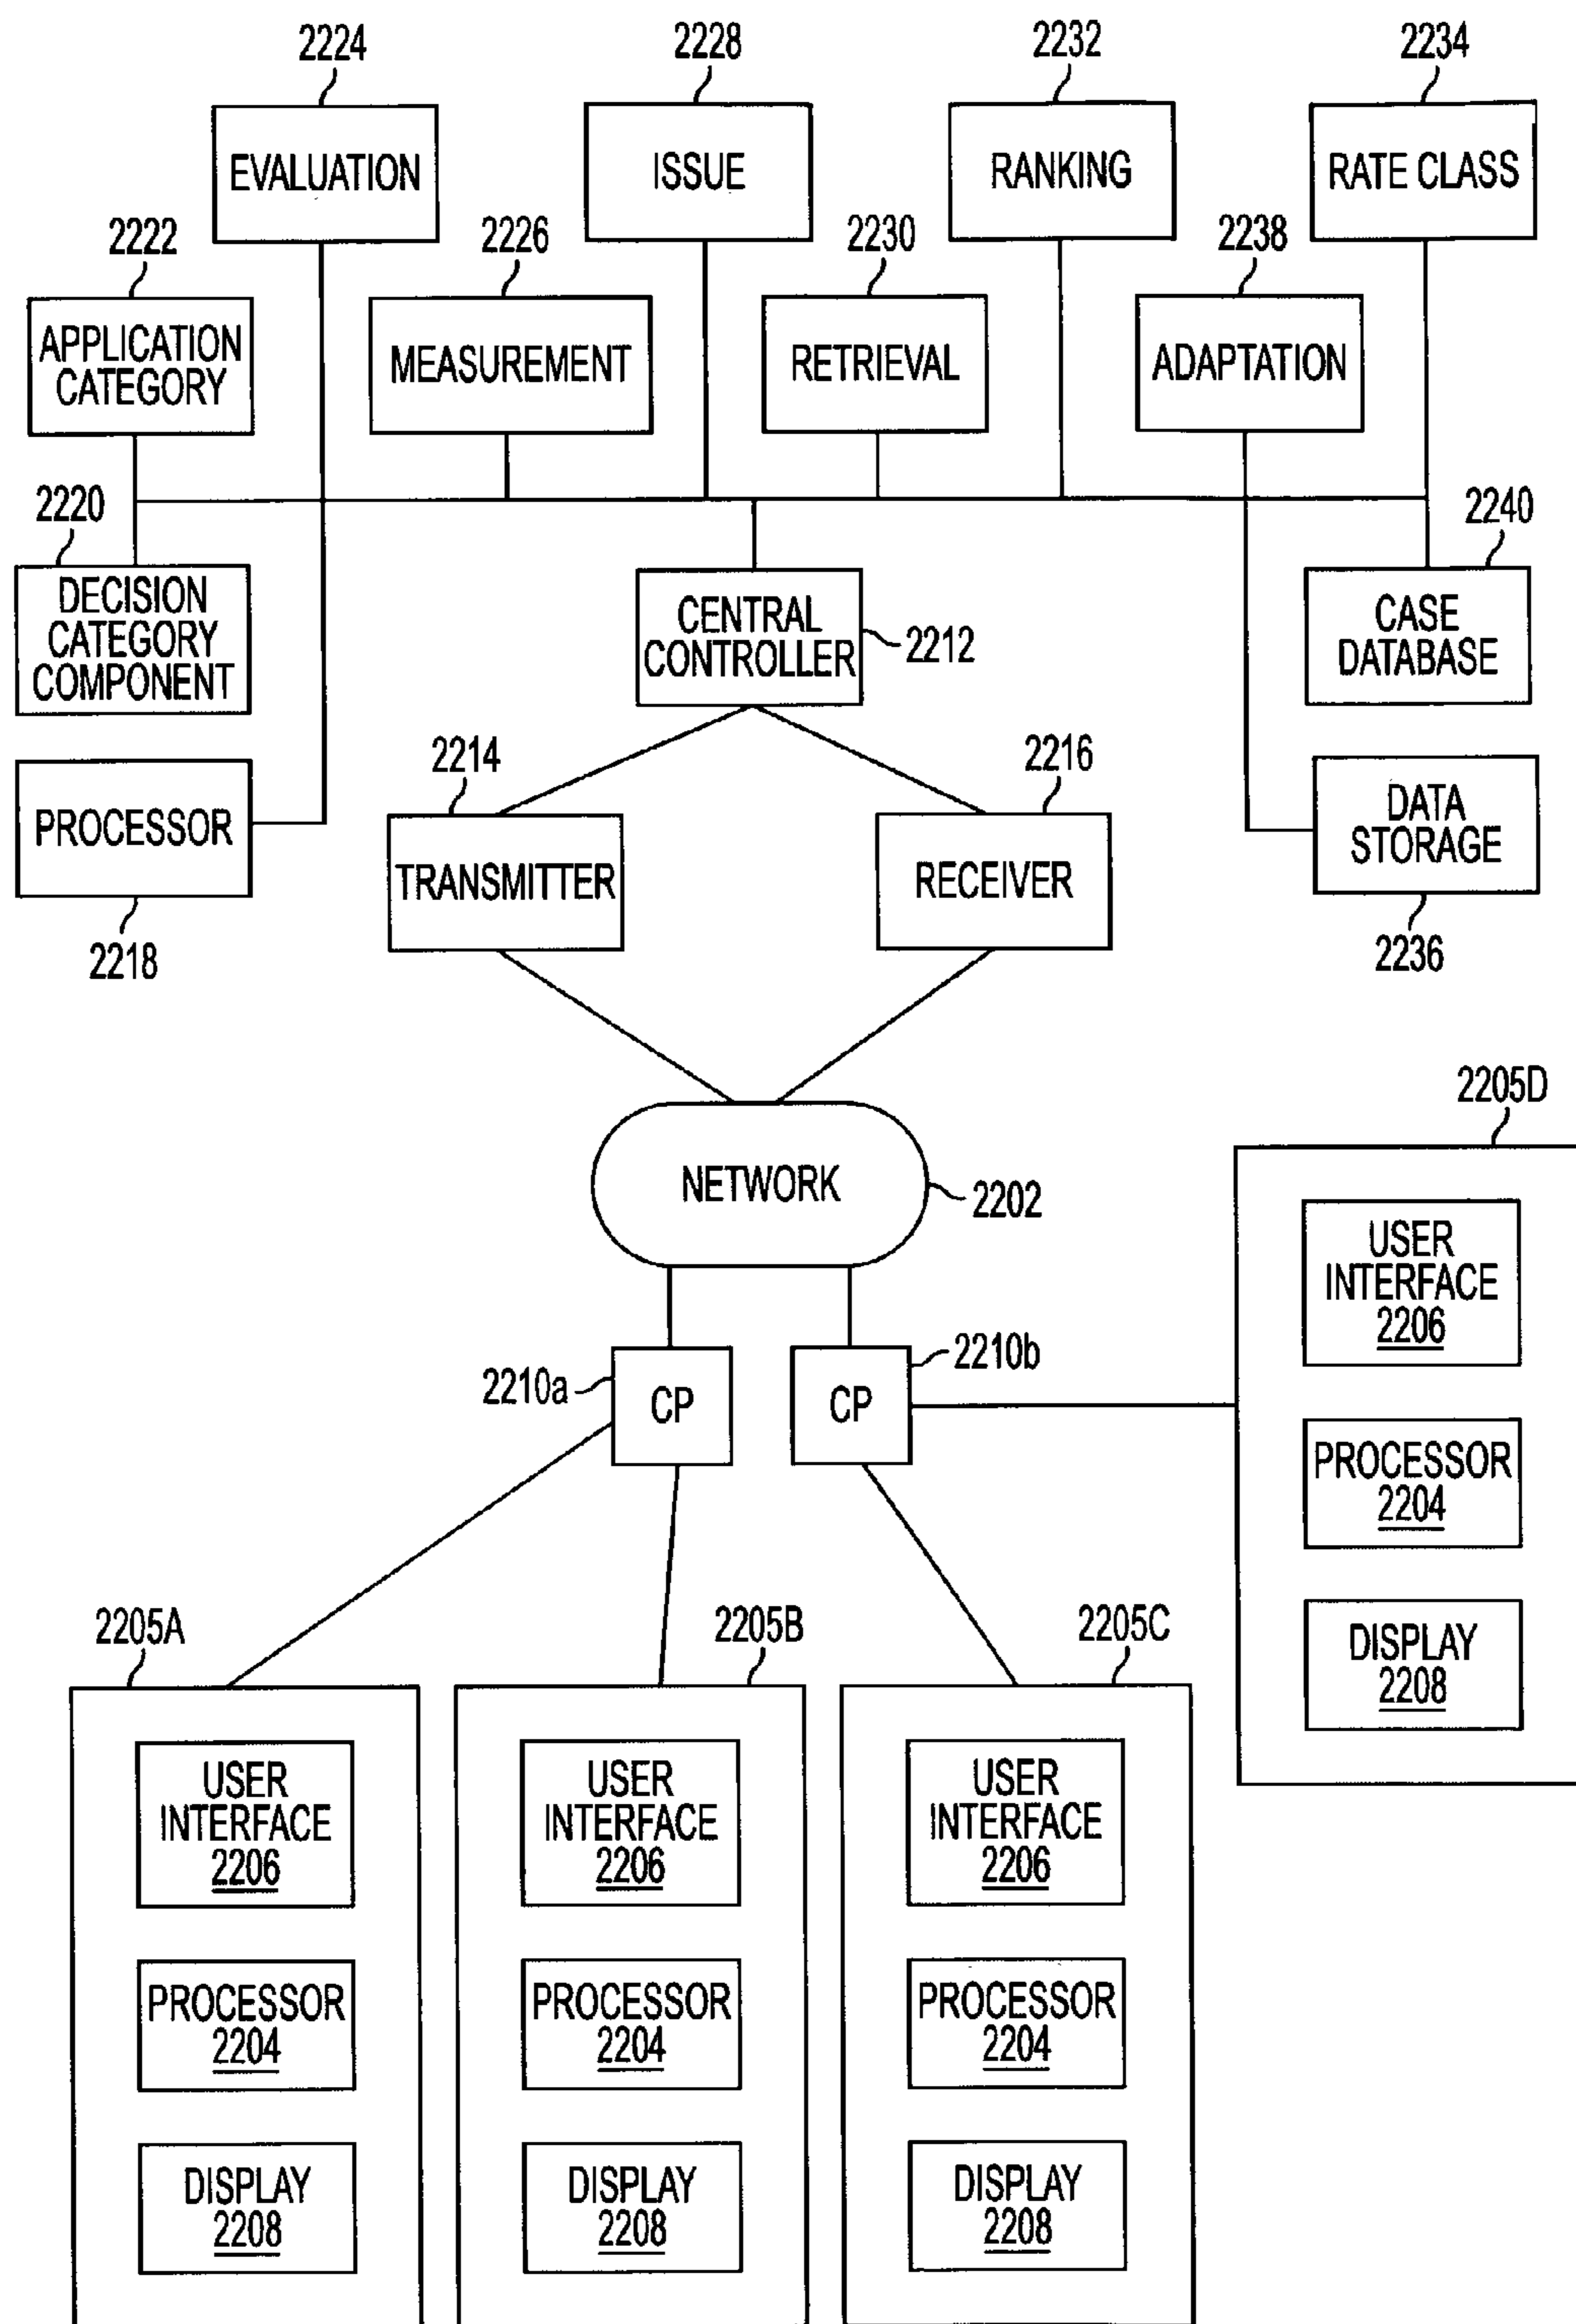 2224
2228
2232
2234
EVALUATION
ISSUE
RANKING
RATE CLASS
2222
2226
2230
2238
APPLICATION
CATEGORY
MEASUREMENT
RETRIEVAL
ADAPTATION
2220
2240
DECISION
CATEGORY
COMPONENT
CENTRAL
CONTROLLER
2212
CASE
DATABASE
2214
2216
PROCESSOR
2218
TRANSMITTER
RECEIVER
DATA
STORAGE
2236
NETWORK
2202
2205D
USER
INTERFACE
2206
PROCESSOR
2204
DISPLAY
2208
2210a
CP
CP
2210b
2205A
2205B
2205C
USER
INTERFACE
2206
PROCESSOR
2204
DISPLAY
2208
USER
INTERFACE
2206
PROCESSOR
2204
DISPLAY
2208
USER
INTERFACE
2206
PROCESSOR
2204
DISPLAY
2208